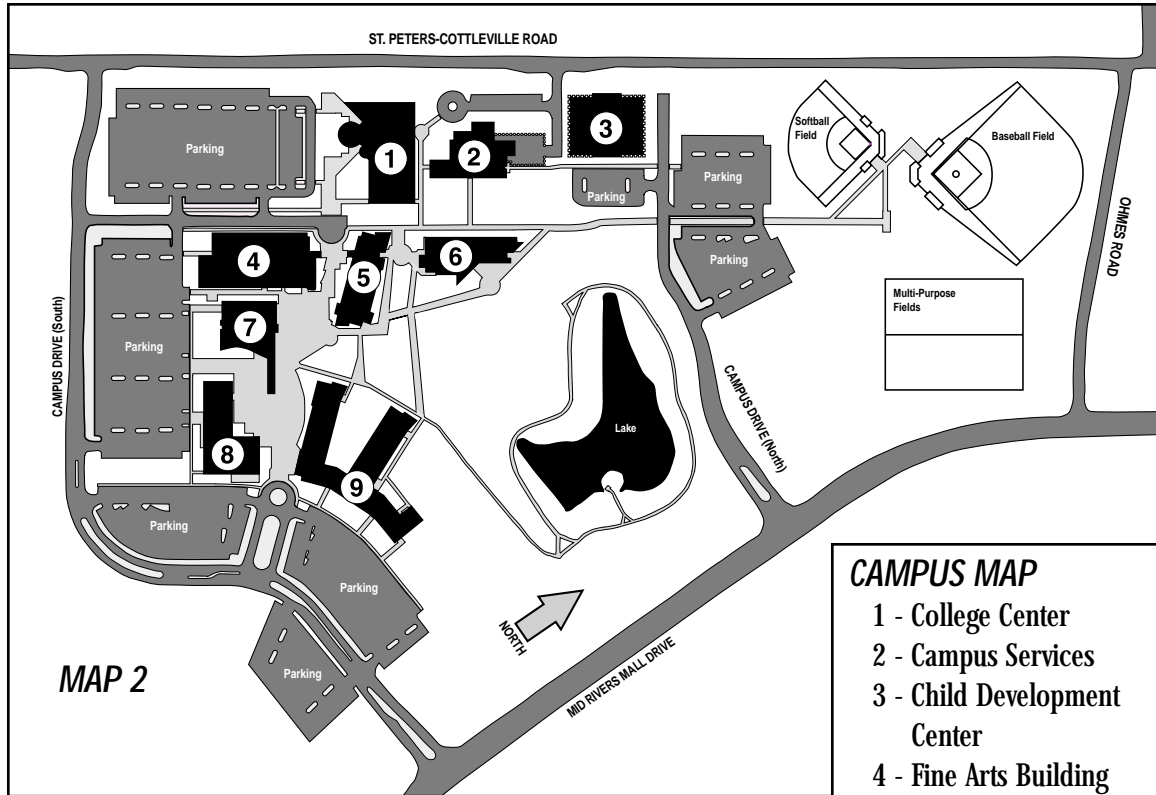 ST. PETERS-COTTLEVILLE ROAD
Parking
1
2
3
Softball
Field
Baseball Field
Parking
Parking
OHMES ROAD
4
5
6
Parking
CAMPUS DRIVE (South)
Parking
7
Multi-Purpose
Fields
CAMPUS DRIVE (North)
Lake
8
9
Parking
Parking
NORTH
Parking
MAP 2
MID RIVERS MALL DRIVE
CAMPUS MAP
1 - College Center
2 - Campus Services
3 - Child Development
Center
4 - Fine Arts Building